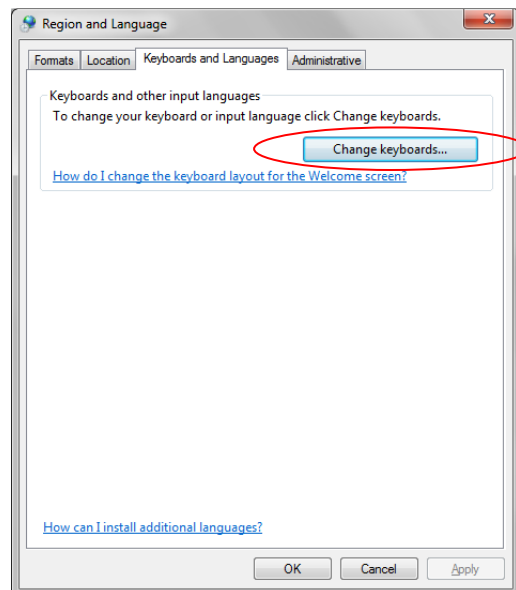 Region and Language
Formats Location Keyboards and Languages Administrative
Keyboards and other input languages
To change your keyboard or input language click Change keyboards.
Change keyboards...
How do I change the keyboard layout for the Welcome screen?
How can I install additional languages?
OK Cancel Apply